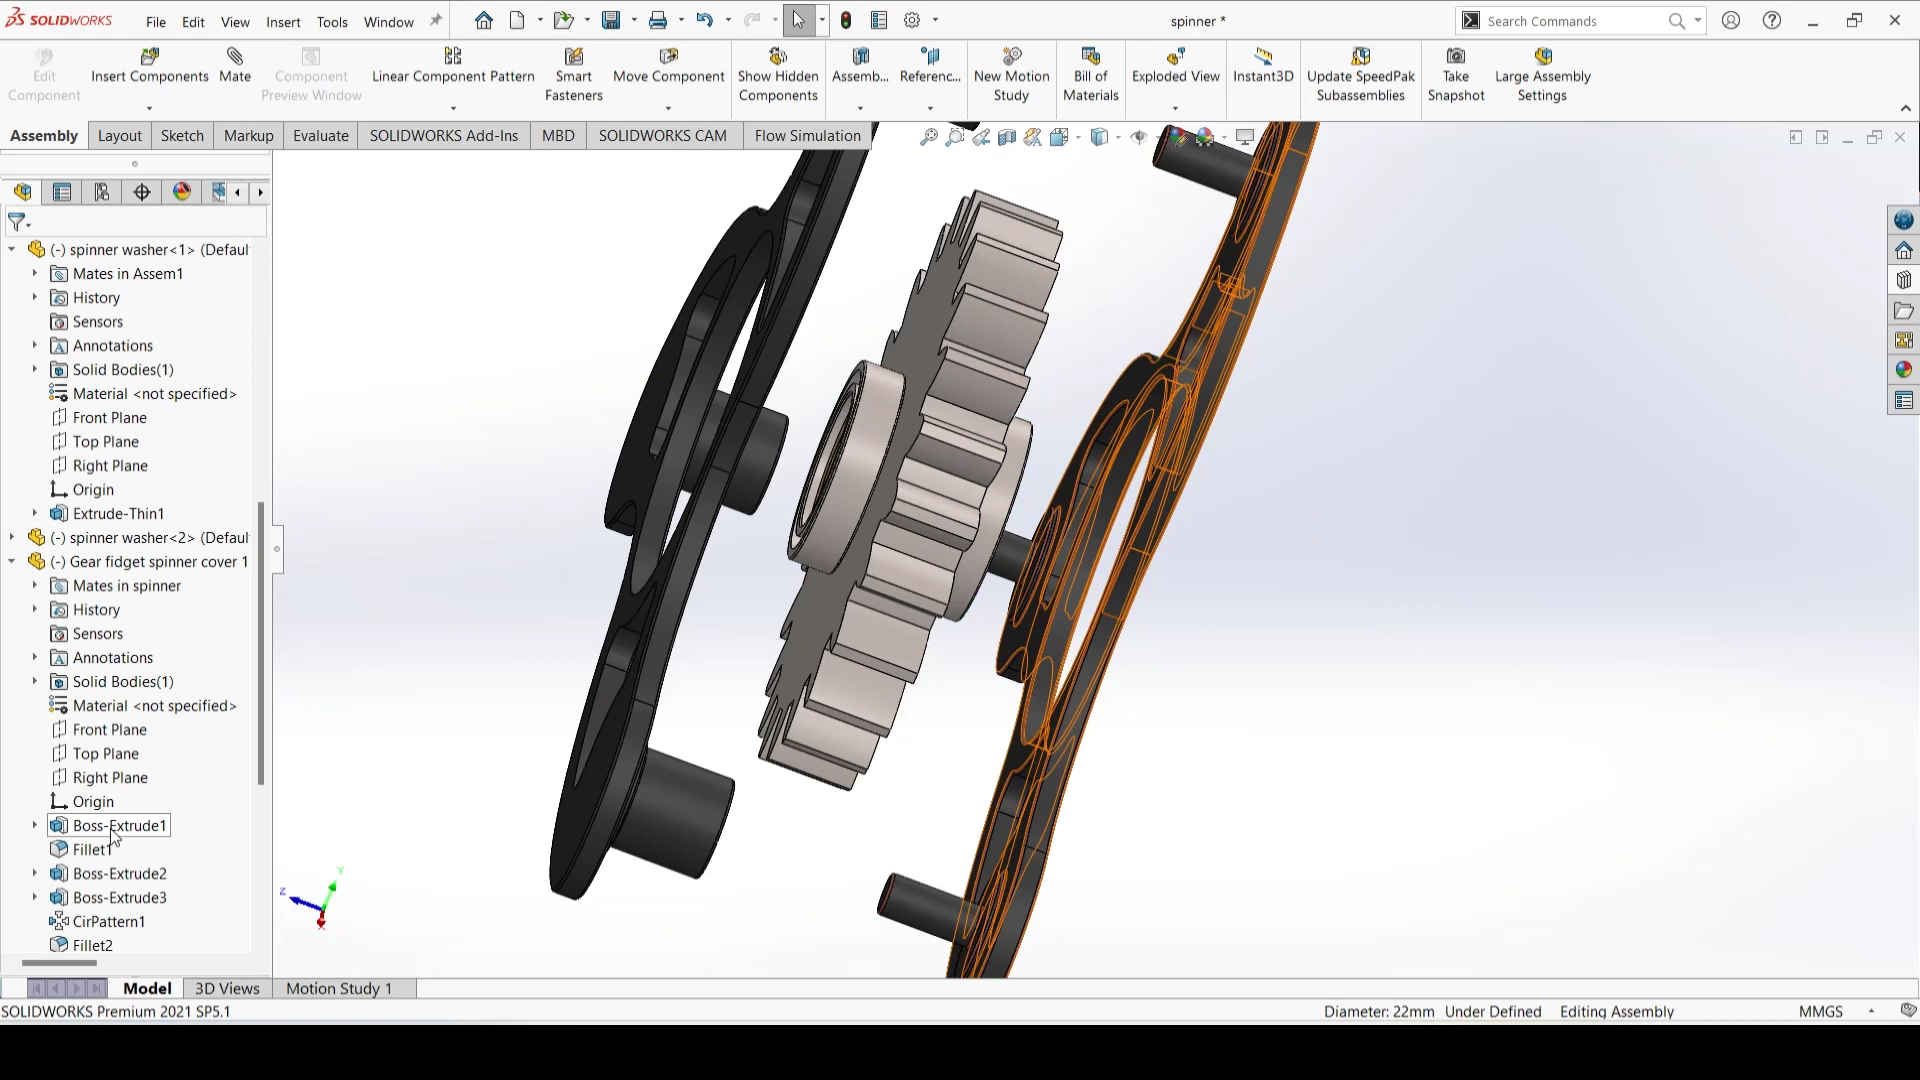 SOLIDWORKS File Edit View Insert Tools Window spinner * Search Commands
Edit Component
Insert Components
Mate
Component Preview Window
Linear Component Pattern
Smart Fasteners
Move Component
Show Hidden Components
Assemb...
Referenc...
New Motion Study
Bill of Materials
Exploded View
Instant3D
Update SpeedPak Subassemblies
Take Snapshot
Large Assembly Settings
Assembly Layout Sketch Markup Evaluate SOLIDWORKS Add-Ins MBD SOLIDWORKS CAM Flow Simulation
(-) spinner washer<1> (Defaul
Mates in Assem1
History
Sensors
Annotations
Solid Bodies(1)
Material <not specified>
Front Plane
Top Plane
Right Plane
Origin
Extrude-Thin1
(-) spinner washer<2> (Defaul
(-) Gear fidget spinner cover 1
Mates in spinner
History
Sensors
Annotations
Solid Bodies(1)
Material <not specified>
Front Plane
Top Plane
Right Plane
Origin
Boss-Extrude1
Fillet1
Boss-Extrude2
Boss-Extrude3
CirPattern1
Fillet2
Y
Z
X
Model 3D Views Motion Study 1
SOLIDWORKS Premium 2021 SP5.1 Diameter: 22mm Under Defined Editing Assembly MMGS